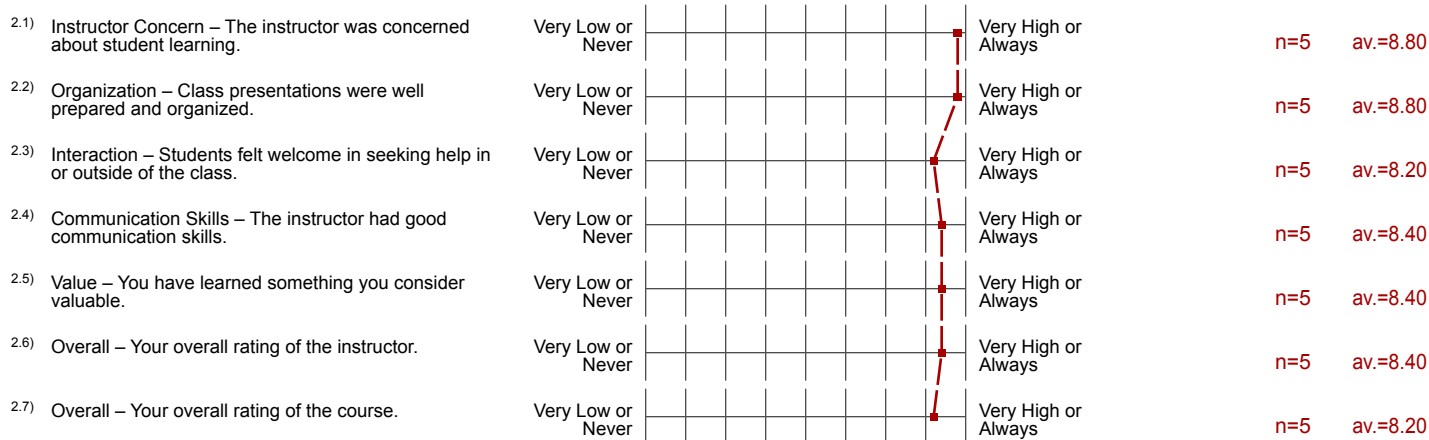 2.1) Instructor Concern – The instructor was concerned about student learning.
Very Low or Never
Very High or Always
n=5 av.=8.80
2.2) Organization – Class presentations were well prepared and organized.
Very Low or Never
Very High or Always
n=5 av.=8.80
2.3) Interaction – Students felt welcome in seeking help in or outside of the class.
Very Low or Never
Very High or Always
n=5 av.=8.20
2.4) Communication Skills – The instructor had good communication skills.
Very Low or Never
Very High or Always
n=5 av.=8.40
2.5) Value – You have learned something you consider valuable.
Very Low or Never
Very High or Always
n=5 av.=8.40
2.6) Overall – Your overall rating of the instructor.
Very Low or Never
Very High or Always
n=5 av.=8.40
2.7) Overall – Your overall rating of the course.
Very Low or Never
Very High or Always
n=5 av.=8.20